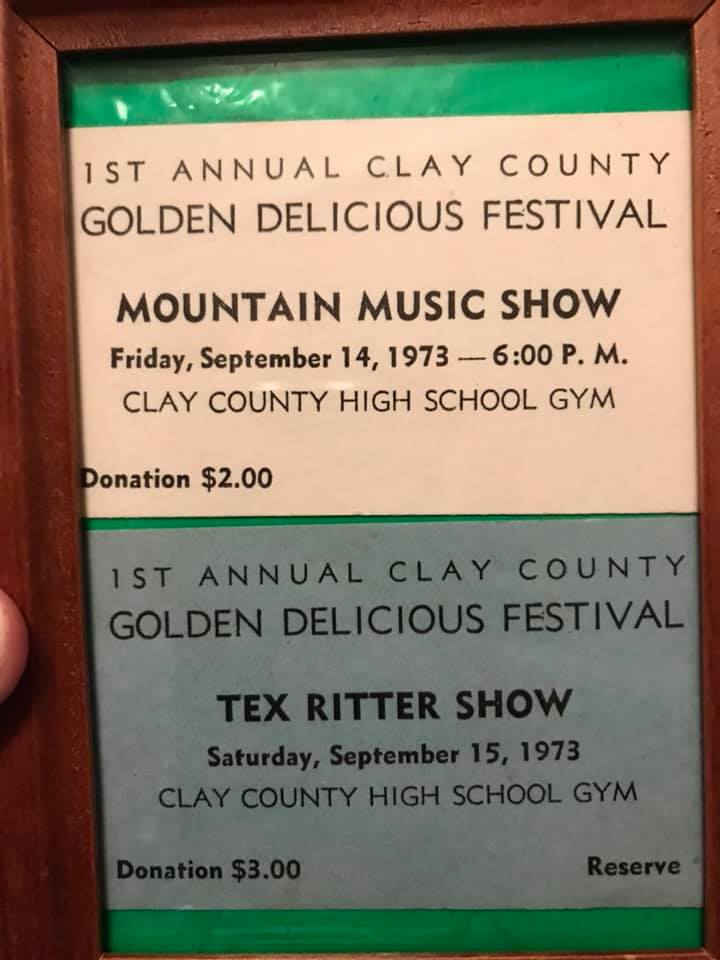 1ST ANNUAL CLAY COUNTY
GOLDEN DELICIOUS FESTIVAL
MOUNTAIN MUSIC SHOW
Friday, September 14, 1973 — 6:00 P. M.
CLAY COUNTY HIGH SCHOOL GYM
Donation $2.00
1ST ANNUAL CLAY COUNTY
GOLDEN DELICIOUS FESTIVAL
TEX RITTER SHOW
Saturday, September 15, 1973
CLAY COUNTY HIGH SCHOOL GYM
Donation $3.00 Reserve